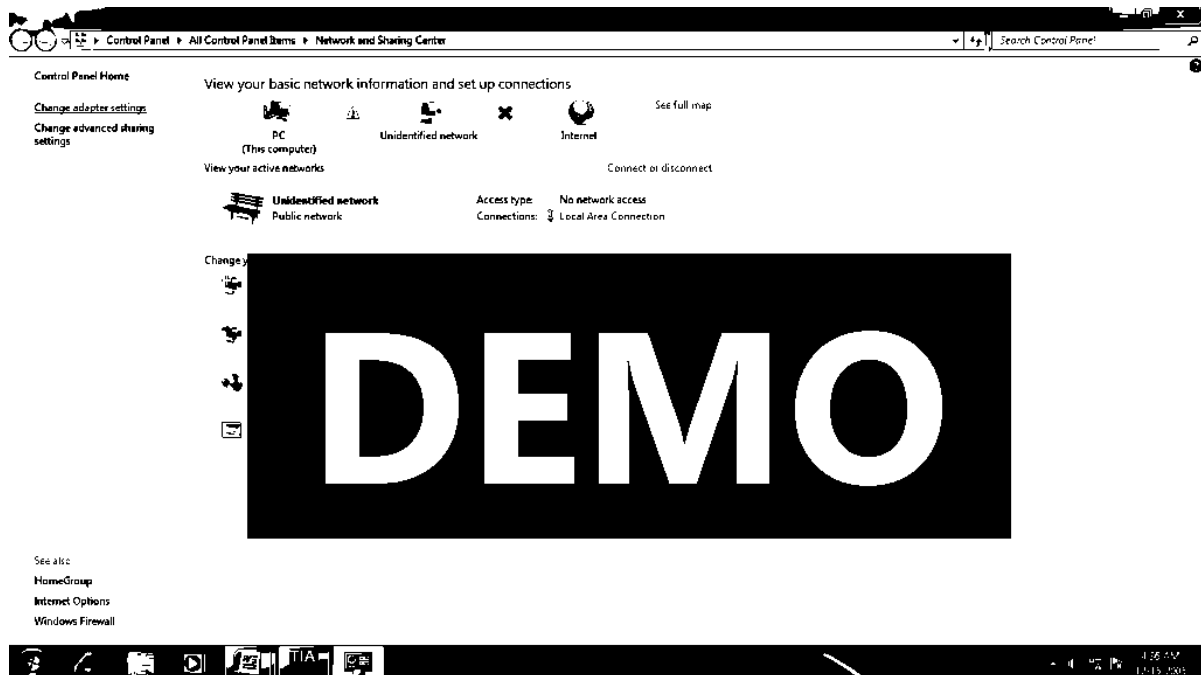 Control Panel ▸ All Control Panel Items ▸ Network and Sharing Center
Search Control Panel
Control Panel Home
Change adapter settings
Change advanced sharing
settings
View your basic network information and set up connections
See full map
PC
(This computer)
Unidentified network
Internet
View your active networks
Connect or disconnect
Unidentified network
Public network
Access type: No network access
Connections: Local Area Connection
Change y
DEMO
See also
HomeGroup
Internet Options
Windows Firewall
TIA